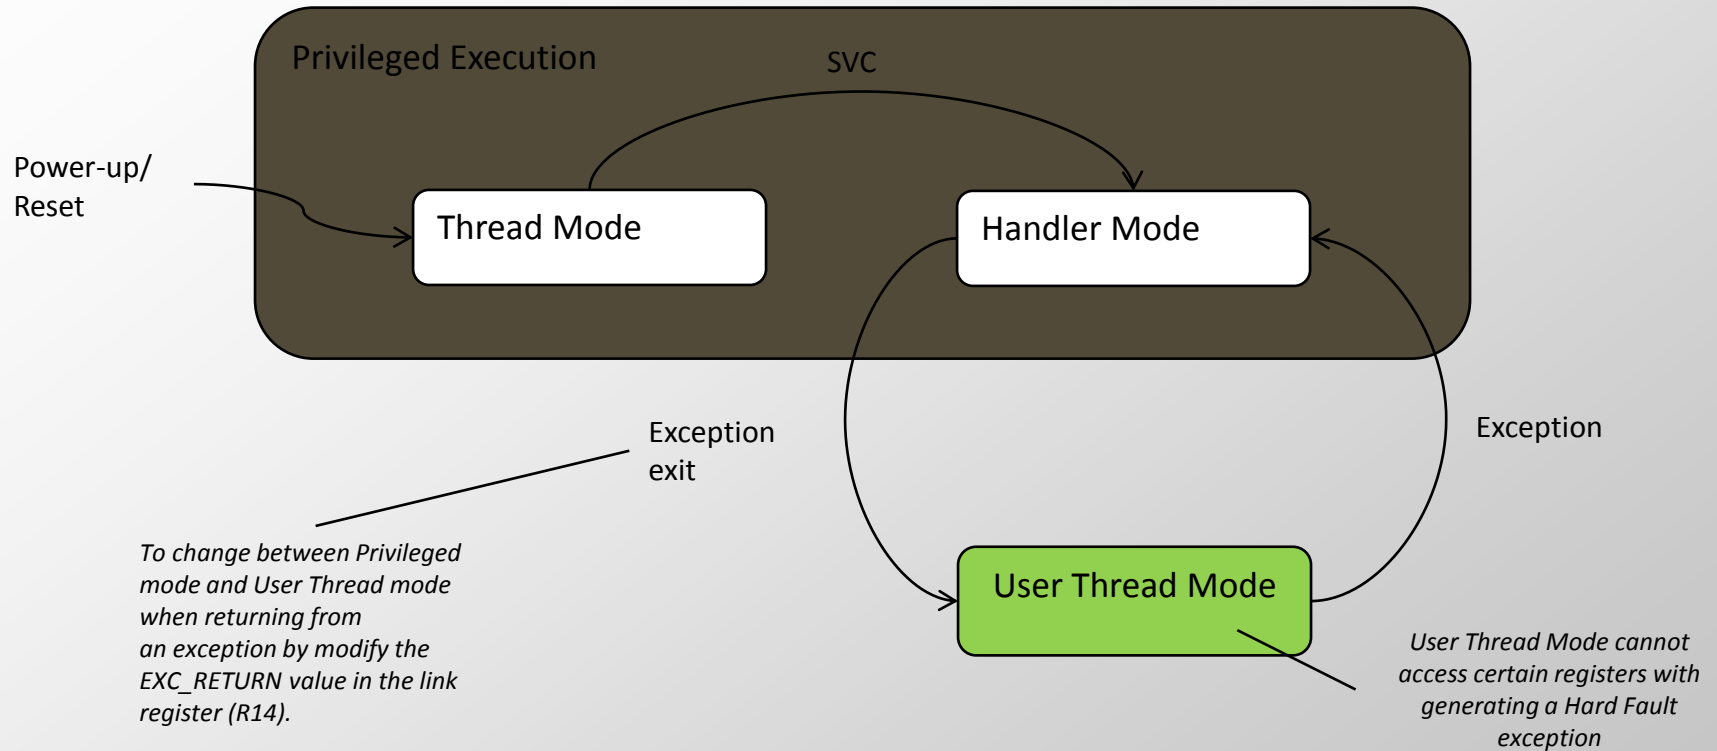 Privileged Execution
SVC
Power-up/
Reset
Thread Mode
Handler Mode
Exception
exit
Exception
To change between Privileged
mode and User Thread mode
when returning from
an exception by modify the
EXC_RETURN value in the link
register (R14).
User Thread Mode
User Thread Mode cannot
access certain registers with
generating a Hard Fault
exception